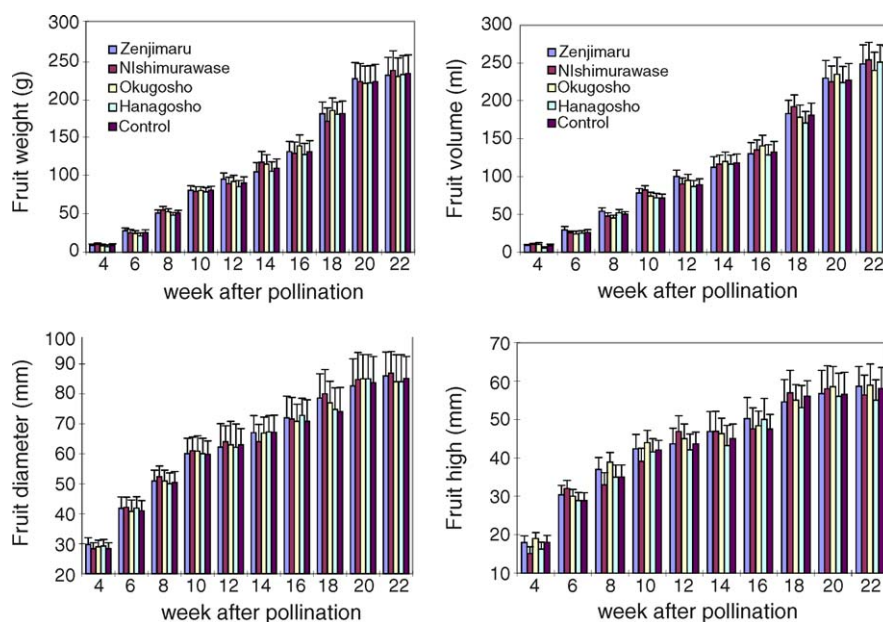 Fruit weight (g)
300
250
200
150
100
50
0
Zenjimaru
NIshimurawase
Okugosho
Hanagosho
Control
4 6 8 10 12 14 16 18 20 22
week after pollination
Fruit volume (ml)
300
250
200
150
100
50
0
Zenjimaru
NIshimurawase
Okugosho
Hanagosho
Control
4 6 8 10 12 14 16 18 20 22
week after pollination
Fruit diameter (mm)
100
90
80
70
60
50
40
30
20
4 6 8 10 12 14 16 18 20 22
week after pollination
Fruit high (mm)
70
60
50
40
30
20
10
4 6 8 10 12 14 16 18 20 22
week after pollination